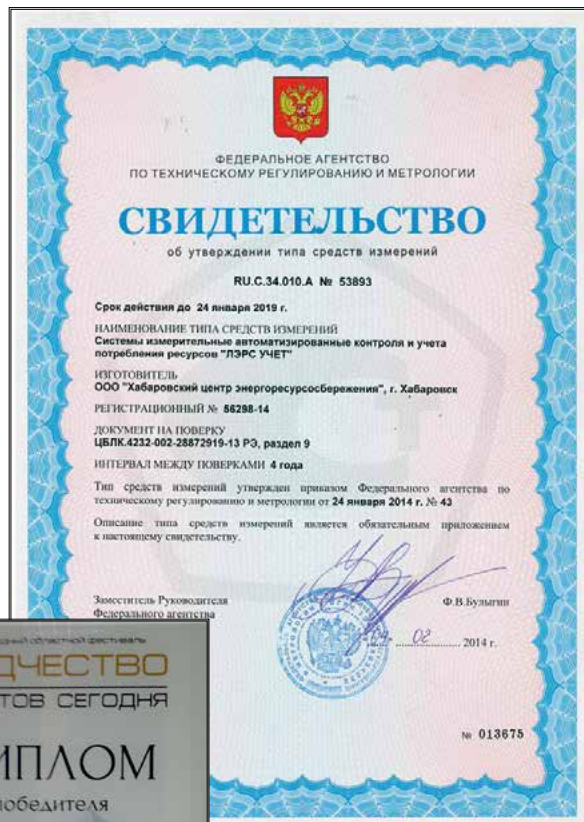 ФЕДЕРАЛЬНОЕ АГЕНТСТВО
ПО ТЕХНИЧЕСКОМУ РЕГУЛИРОВАНИЮ И МЕТРОЛОГИИ
СВИДЕТЕЛЬСТВО
об утверждении типа средств измерений
RU.C.34.010.A № 53893
Срок действия до 24 января 2019 г.
НАИМЕНОВАНИЕ ТИПА СРЕДСТВ ИЗМЕРЕНИЙ
Системы измерительные автоматизированные контроля и учета
потребления ресурсов "ЛЭРС УЧЕТ"
ИЗГОТОВИТЕЛЬ
ООО "Хабаровский центр энергоресурсосбережения", г. Хабаровск
РЕГИСТРАЦИОННЫЙ № 56298-14
ДОКУМЕНТ НА ПОВЕРКУ
ЦБЛК.4232-002-28872919-13 РЭ, раздел 9
ИНТЕРВАЛ МЕЖДУ ПОВЕРКАМИ 4 года
Тип средств измерений утвержден приказом Федерального агентства по
техническому регулированию и метрологии от 24 января 2014 г. № 43
Описание типа средств измерений является обязательным приложением
к настоящему свидетельству.
Заместитель Руководителя
Федерального агентства
Ф.В.Булыгин
04. 02 2014 г.
№ 013675
областной фестиваль
ДЧЕСТВО
ТОВ СЕГОДНЯ
ИПЛОМ
победителя